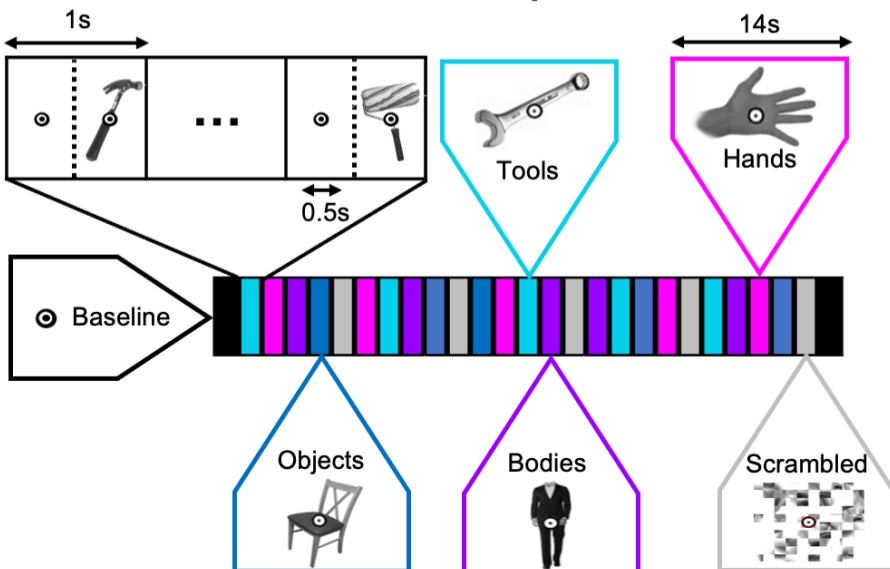 1s
14s
...
0.5s
Tools
Hands
Baseline
Objects
Bodies
Scrambled